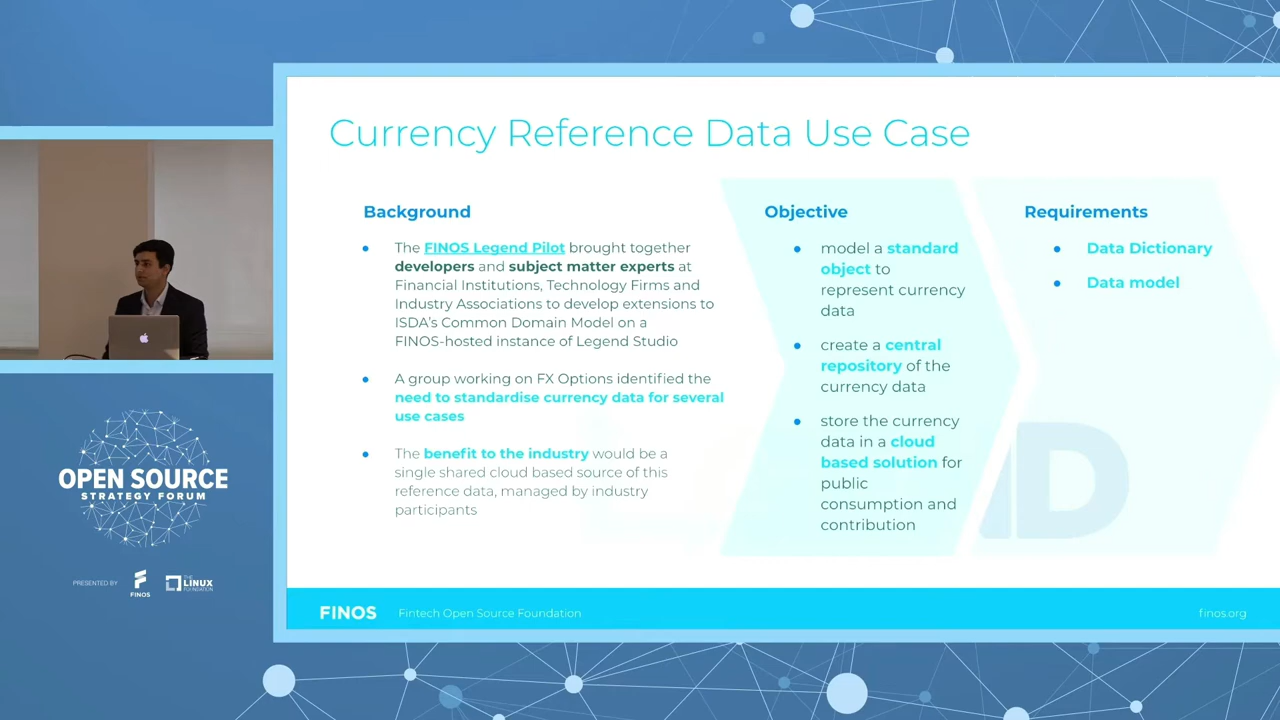 Currency Reference Data Use Case
Background
The FINOS Legend Pilot brought together
developers and subject matter experts at
Financial Institutions, Technology Firms and
Industry Associations to develop extensions to
ISDA's Common Domain Model on a
FINOS-hosted instance of Legend Studio
A group working on FX Options identified the
need to standardise currency data for several
use cases
The benefit to the industry would be a
single shared cloud based source of this
reference data, managed by industry
participants
Objective
model a standard
object to
represent currency
data
create a central
repository of the
currency data
store the currency
data in a cloud
based solution for
public
consumption and
contribution
Requirements
Data Dictionary
Data model
FINOS Fintech Open Source Foundation finos.org
OPEN SOURCE
STRATEGY FORUM
PRESENTED BY
FINOS
THE
LINUX
FOUNDATION